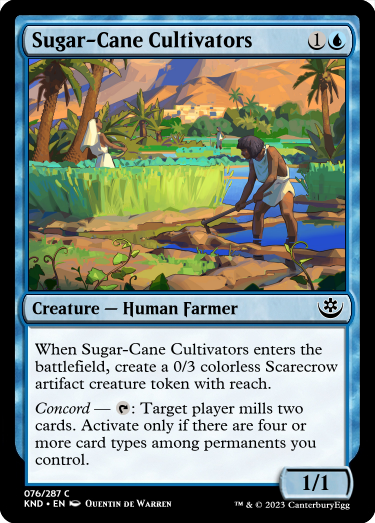 Sugar-Cane Cultivators 1
Creature — Human Farmer
When Sugar-Cane Cultivators enters the
battlefield, create a 0/3 colorless Scarecrow
artifact creature token with reach.
Concord — : Target player mills two
cards. Activate only if there are four or
more card types among permanents you
control.
1/1
076/287 C
KND • EN Quentin de Warren
™ & © 2023 CanterburyEgg